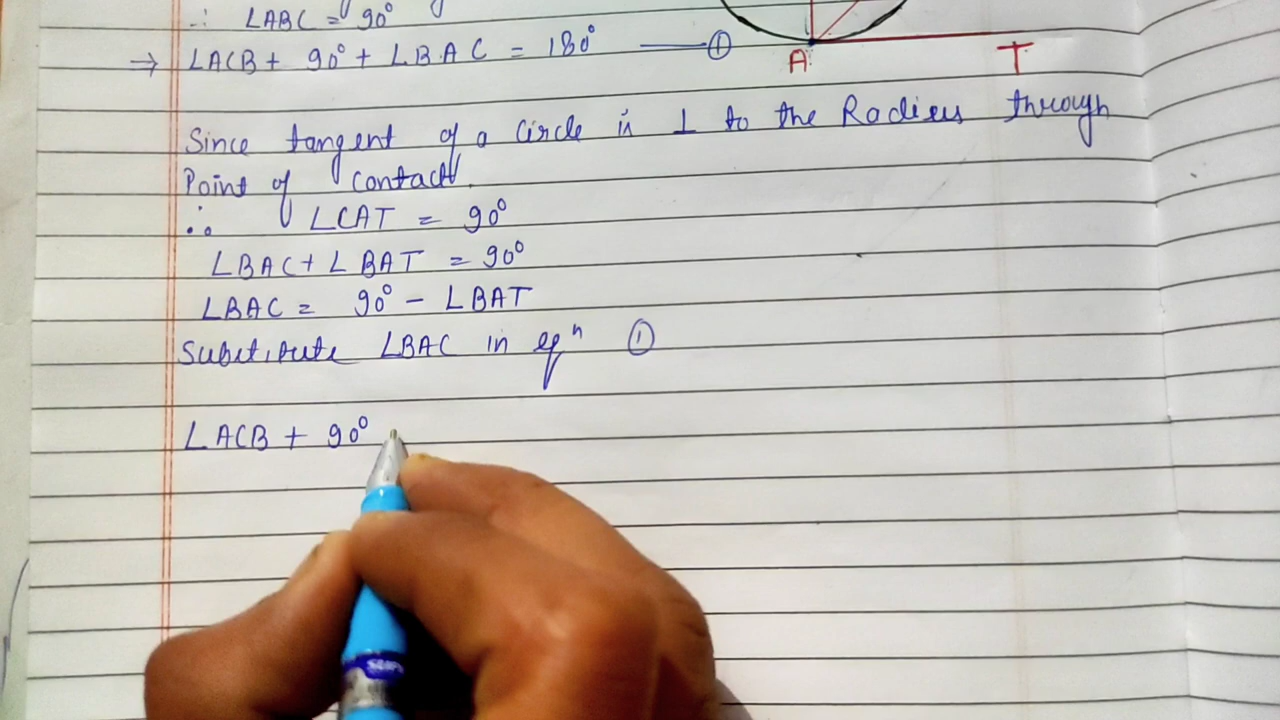 ∴ ∠ABC = 90°
⇒ ∠ACB + 90° + ∠BAC = 180° —— ①
A
T
Since tangent of a Circle is ⊥ to the Radius through
Point of contact.
∴ ∠CAT = 90°
∠BAC + ∠BAT = 90°
∠BAC = 90° - ∠BAT
Substitute ∠BAC in eqⁿ ①
∠ACB + 90°